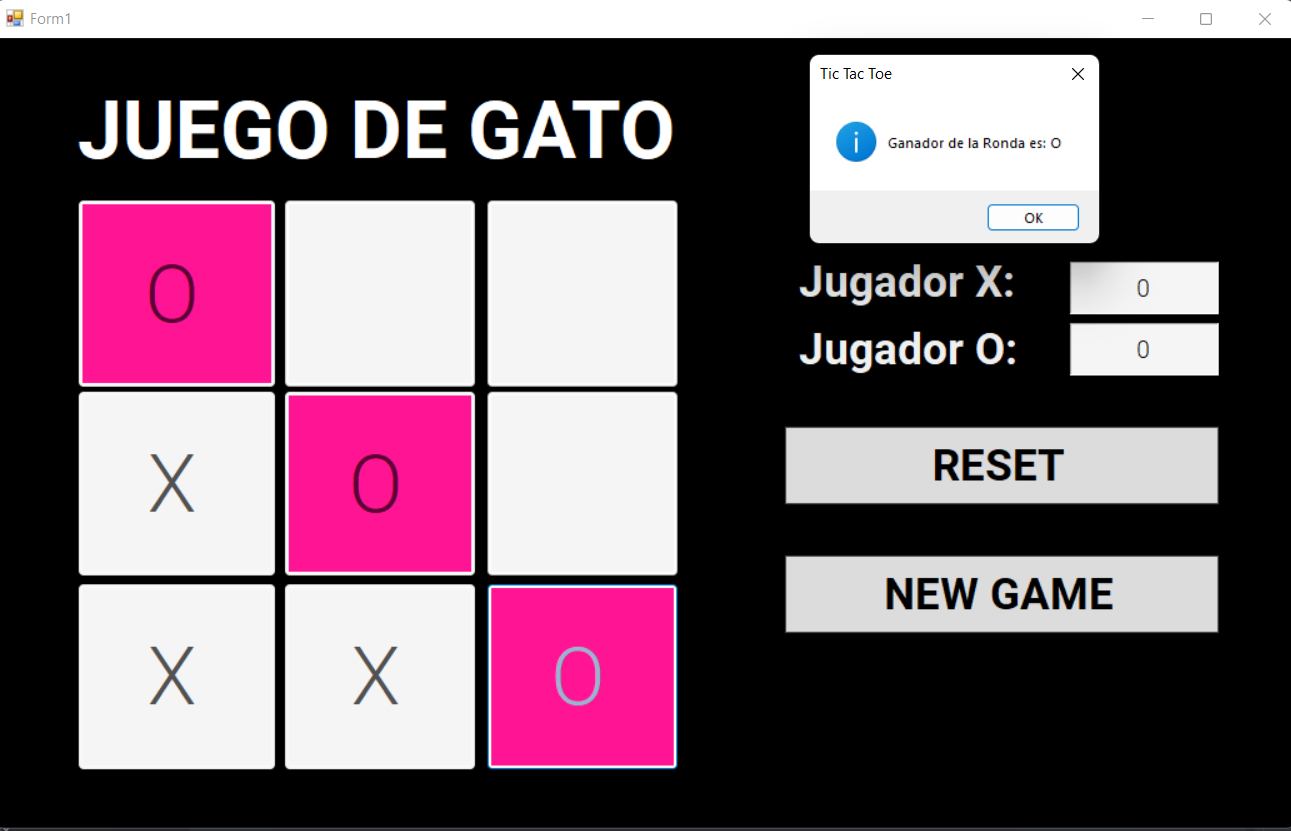 Form1
Tic Tac Toe
Ganador de la Ronda es: O
OK
JUEGO DE GATO
O
X O
X X O
Jugador X: 0
Jugador O: 0
RESET
NEW GAME